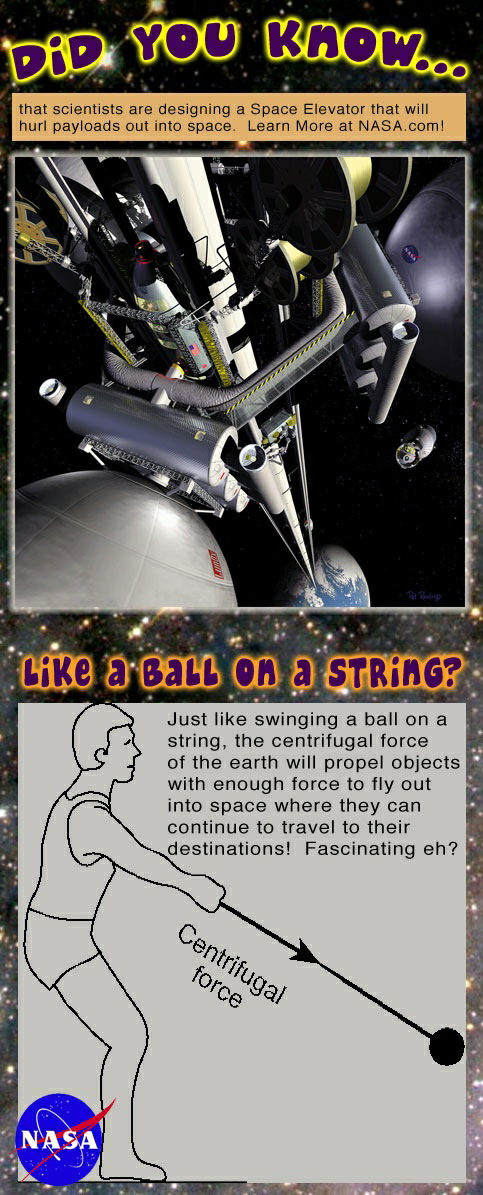 DiD YOU KNOW...
that scientists are designing a Space Elevator that will
hurl payloads out into space.  Learn More at NASA.com!
LiKE a BALL ON a STRiNG?
Just like swinging a ball on a
string, the centrifugal force
of the earth will propel objects
with enough force to fly out
into space where they can
continue to travel to their
destinations!  Fascinating eh?
Centrifugal
force
NASA